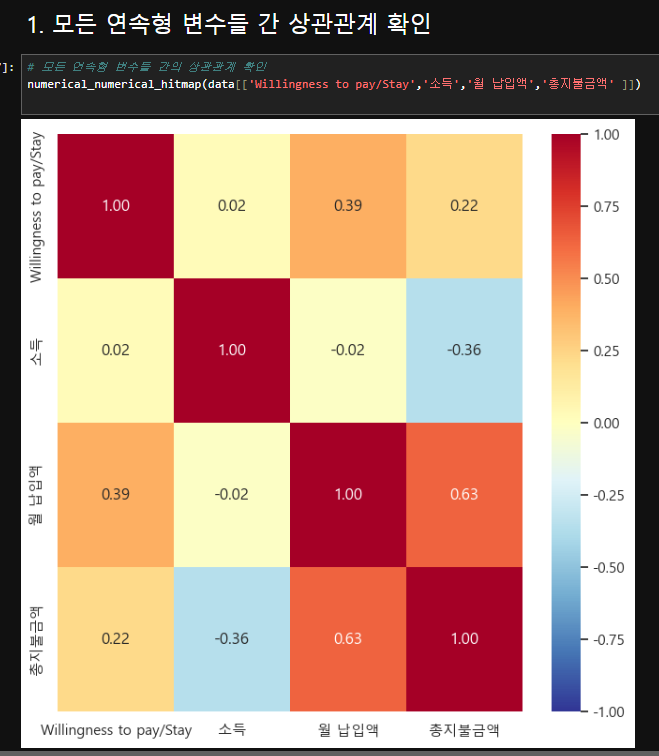 1. 모든 연속형 변수들 간 상관관계 확인
]:
# 모든 연속형 변수들 간의 상관관계 확인
numerical_numerical_hitmap(data[['Willingness to pay/Stay','소득','월 납입액','총지불금액' ]])
Willingness to pay/Stay
1.00
0.02
0.39
0.22
소득
0.02
1.00
-0.02
-0.36
월 납입액
0.39
-0.02
1.00
0.63
총지불금액
0.22
-0.36
0.63
1.00
Willingness to pay/Stay
소득
월 납입액
총지불금액
1.00
0.75
0.50
0.25
0.00
-0.25
-0.50
-0.75
-1.00